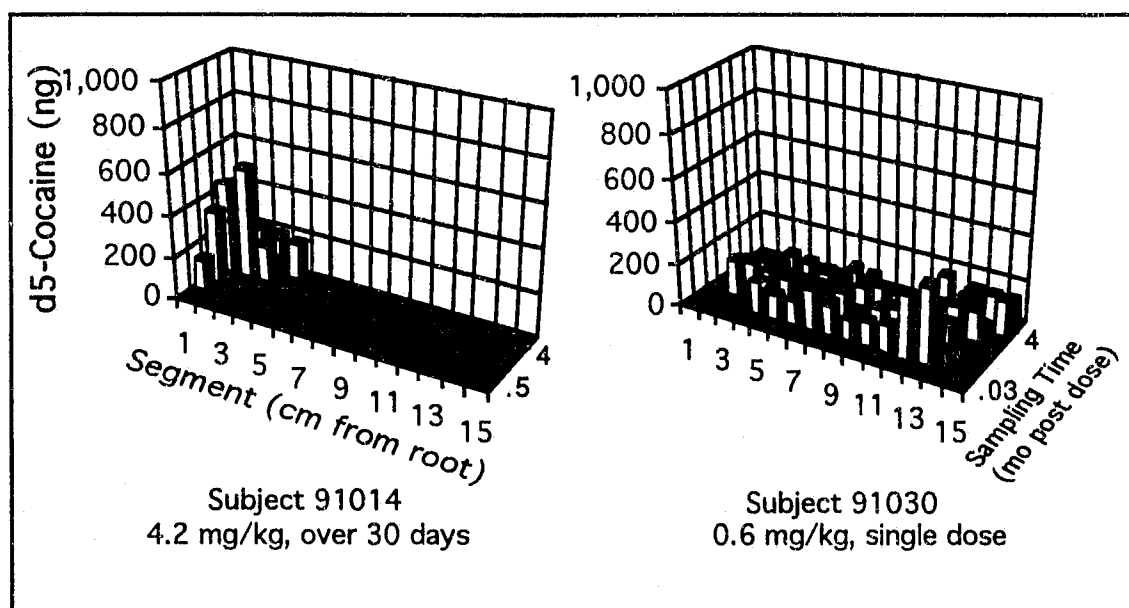 d5-Cocaine (ng)
1,000
800
600
400
200
0
1 3 5 7 9 11 13 15
Segment (cm from root)
.5
4
Subject 91014
4.2 mg/kg, over 30 days
1,000
800
600
400
200
0
1 3 5 7 9 11 13 15
.03
4
Sampling Time
(mo post dose)
Subject 91030
0.6 mg/kg, single dose